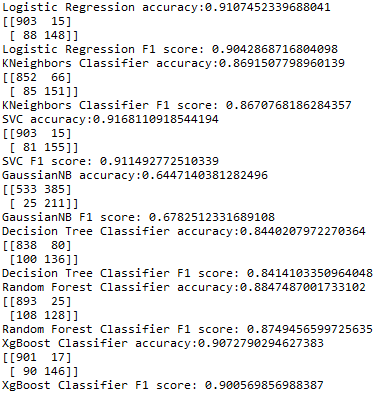 Logistic Regression accuracy:0.9107452339688041
[[903  15]
 [ 88 148]]
Logistic Regression F1 score: 0.9042868716804098
KNeighbors Classifier accuracy:0.8691507798960139
[[852  66]
 [ 85 151]]
KNeighbors Classifier F1 score: 0.8670768186284357
SVC accuracy:0.9168110918544194
[[903  15]
 [ 81 155]]
SVC F1 score: 0.911492772510339
GaussianNB accuracy:0.6447140381282496
[[533 385]
 [ 25 211]]
GaussianNB F1 score: 0.6782512331689108
Decision Tree Classifier accuracy:0.8440207972270364
[[838  80]
 [100 136]]
Decision Tree Classifier F1 score: 0.8414103350964048
Random Forest Classifier accuracy:0.8847487001733102
[[893  25]
 [108 128]]
Random Forest Classifier F1 score: 0.8749456599725635
XgBoost Classifier accuracy:0.9072790294627383
[[901  17]
 [ 90 146]]
XgBoost Classifier F1 score: 0.900569856988387